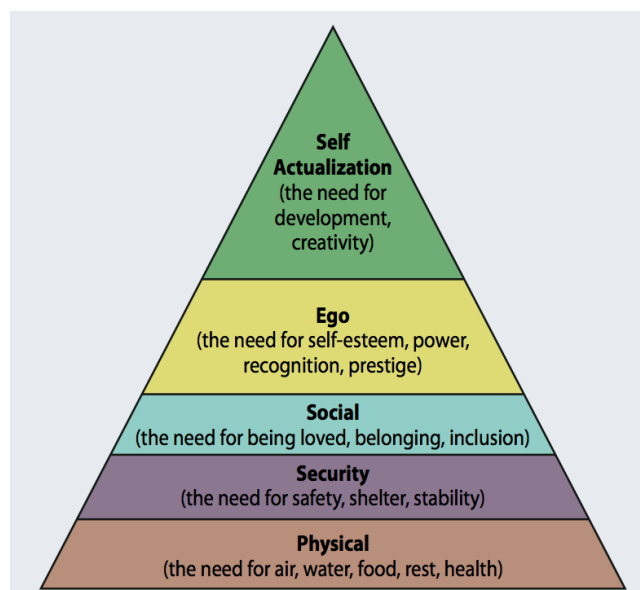 Self
Actualization
(the need for
development,
creativity)
Ego
(the need for self-esteem, power,
recognition, prestige)
Social
(the need for being loved, belonging, inclusion)
Security
(the need for safety, shelter, stability)
Physical
(the need for air, water, food, rest, health)